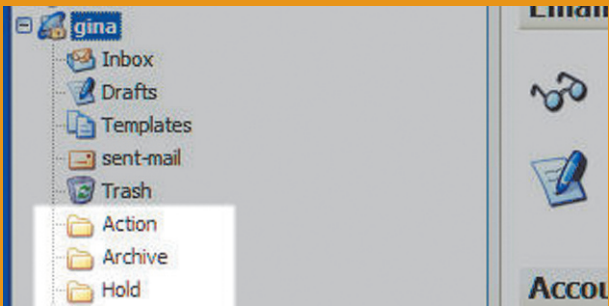 gina
Inbox
Drafts
Templates
sent-mail
Trash
Action
Archive
Hold